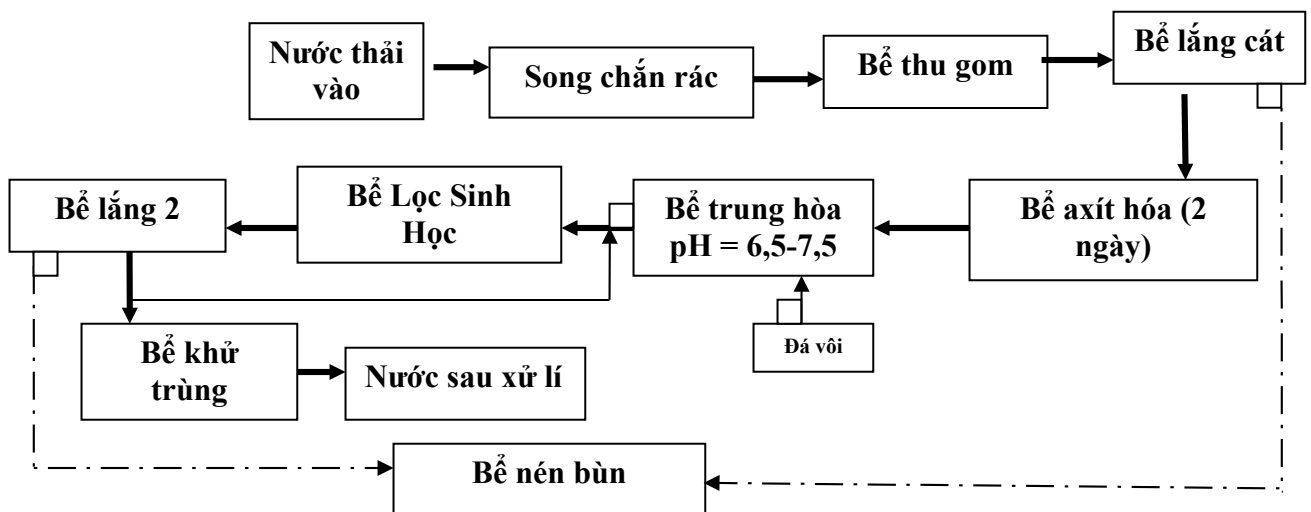 Nước thải
vào
Song chắn rác
Bể thu gom
Bể lắng cát
Bể lắng 2
Bể Lọc Sinh
Học
Bể trung hòa
pH = 6,5-7,5
Bể axít hóa (2
ngày)
Bể khử
trùng
Nước sau xử lí
Đá vôi
Bể nén bùn